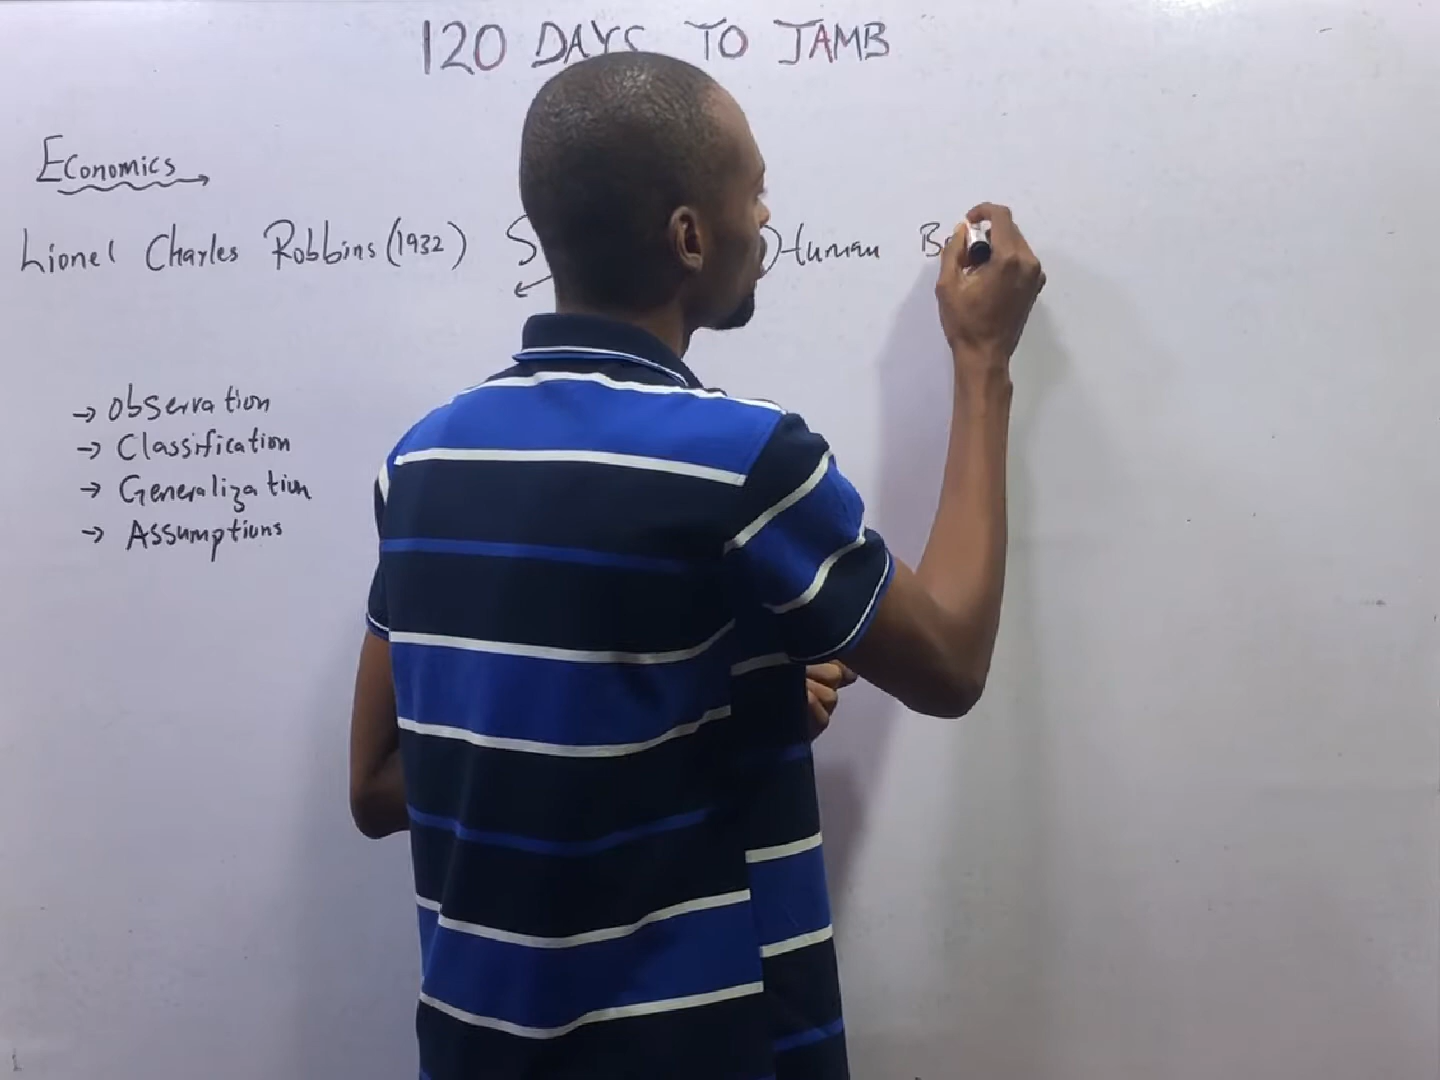 120 DAYS TO JAMB
Economics
Lionel Charles Robbins (1932) Human
→ Observation
→ Classification
→ Generalization
→ Assumptions